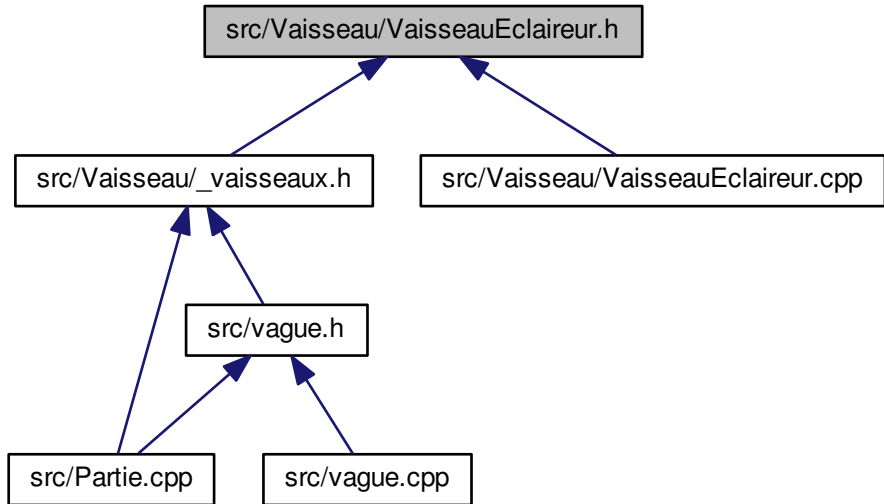 src/Vaisseau/VaisseauEclaireur.h
src/Vaisseau/_vaisseaux.h
src/Vaisseau/VaisseauEclaireur.cpp
src/vague.h
src/Partie.cpp
src/vague.cpp